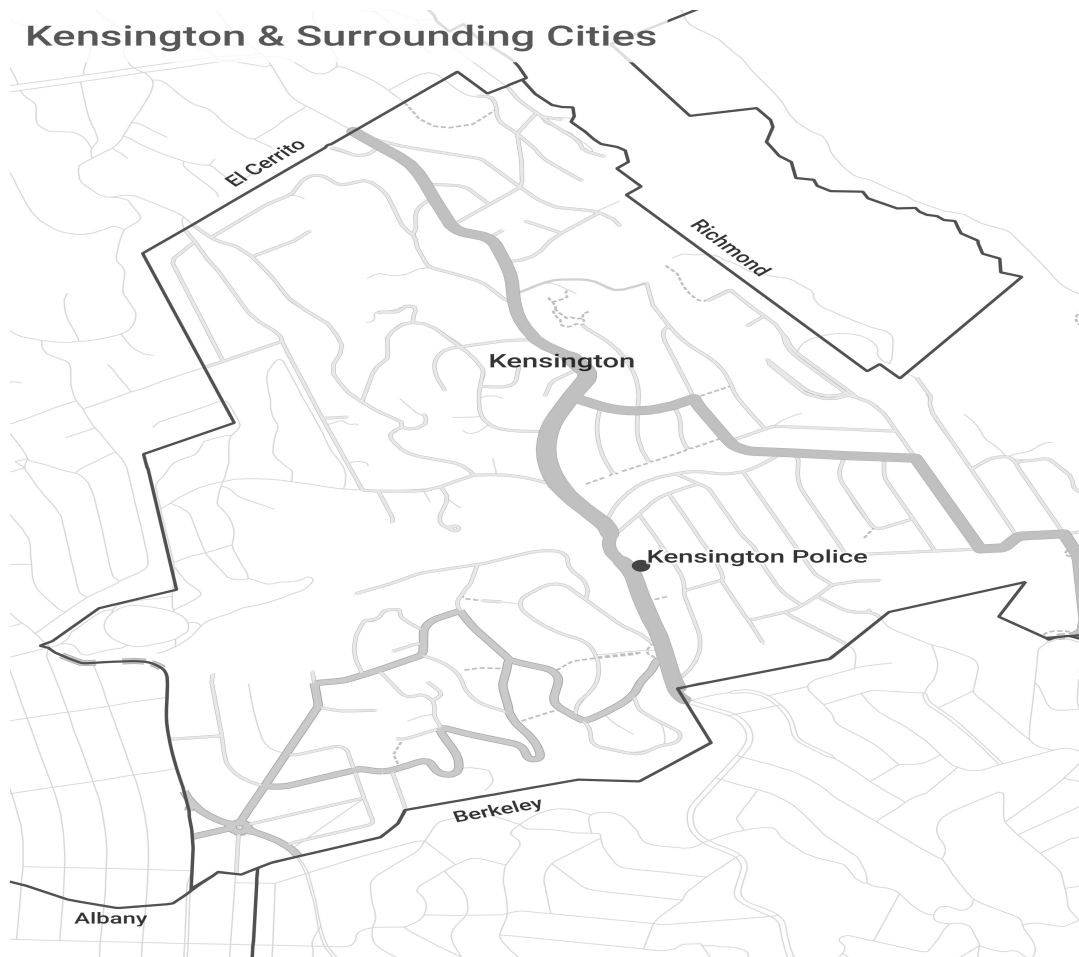 Kensington & Surrounding Cities
El Cerrito
Richmond
Kensington
Kensington Police
Berkeley
Albany